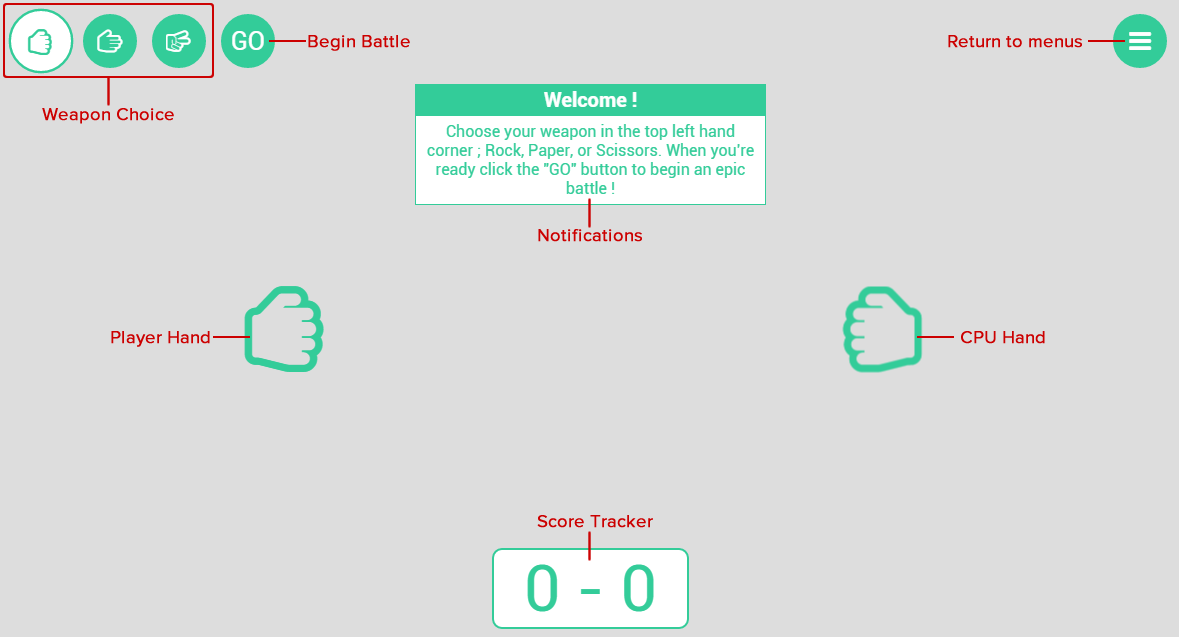 GO
Begin Battle
Return to menus
Weapon Choice
Welcome !
Choose your weapon in the top left hand
corner ; Rock, Paper, or Scissors. When you're
ready click the "GO" button to begin an epic
battle !
Notifications
Player Hand
CPU Hand
Score Tracker
0 - 0